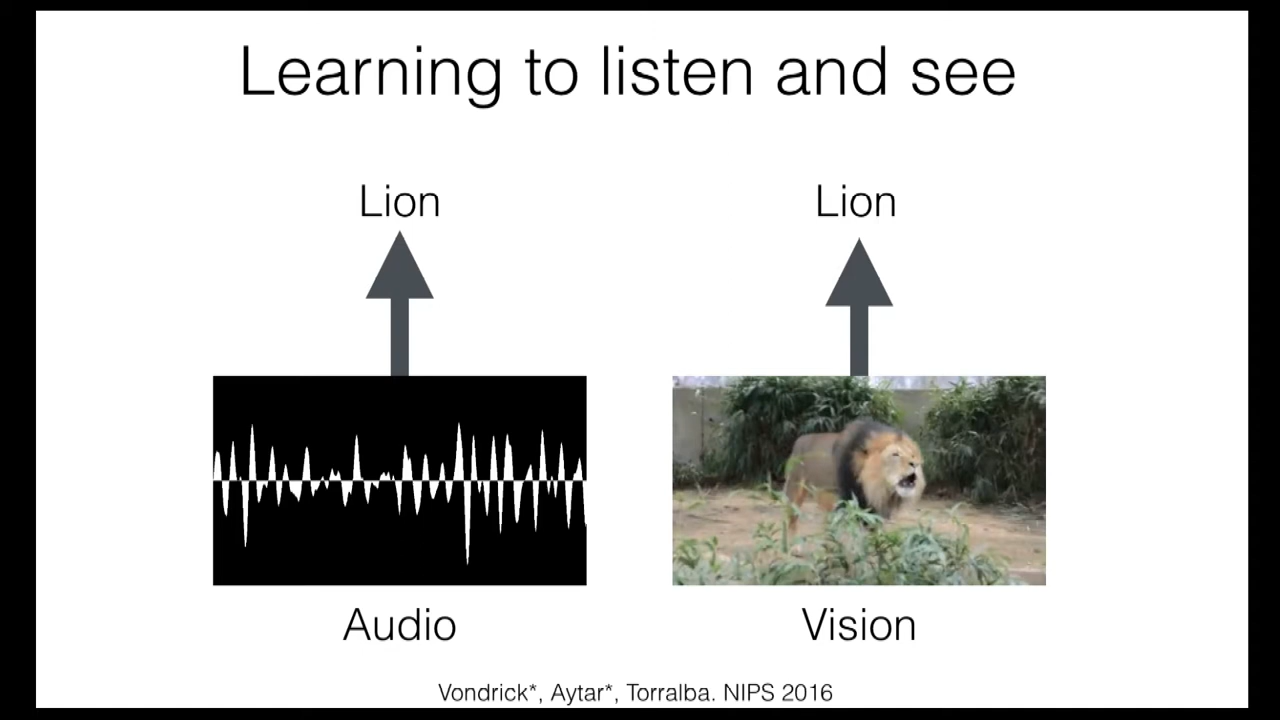 Learning to listen and see
Lion
Lion
Audio
Vision
Vondrick*, Aytar*, Torralba. NIPS 2016